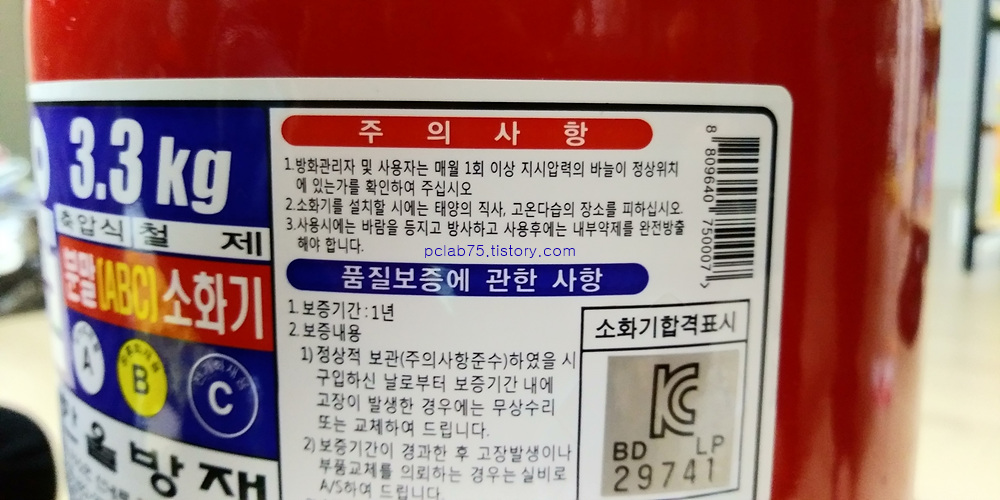 3.3 kg
축압식 철 제
분말(ABC)소화기
A
B
C
울방재
주 의 사 항
1.방화관리자 및 사용자는 매월 1회 이상 지시압력의 바늘이 정상위치
에 있는가를 확인하여 주십시오
2.소화기를 설치할 시에는 태양의 직사, 고온다습의 장소를 피하십시오.
3.사용시에는 바람을 등지고 방사하고 사용후에는 내부약제를 완전방출
해야 합니다.
pclab75.tistory.com
품질보증에 관한 사항
1.보증기간:1년
2.보증내용
1)정상적 보관(주의사항준수)하였을 시
구입하신 날로부터 보증기간 내에
고장이 발생한 경우에는 무상수리
또는 교체하여 드립니다.
2)보증기간이 경과한 후 고장발생이나
부품교체를 의뢰하는 경우는 실비로
A/S하여 드립니다.
8 809640 750007
소화기합격표시
KC
BD LP
29741